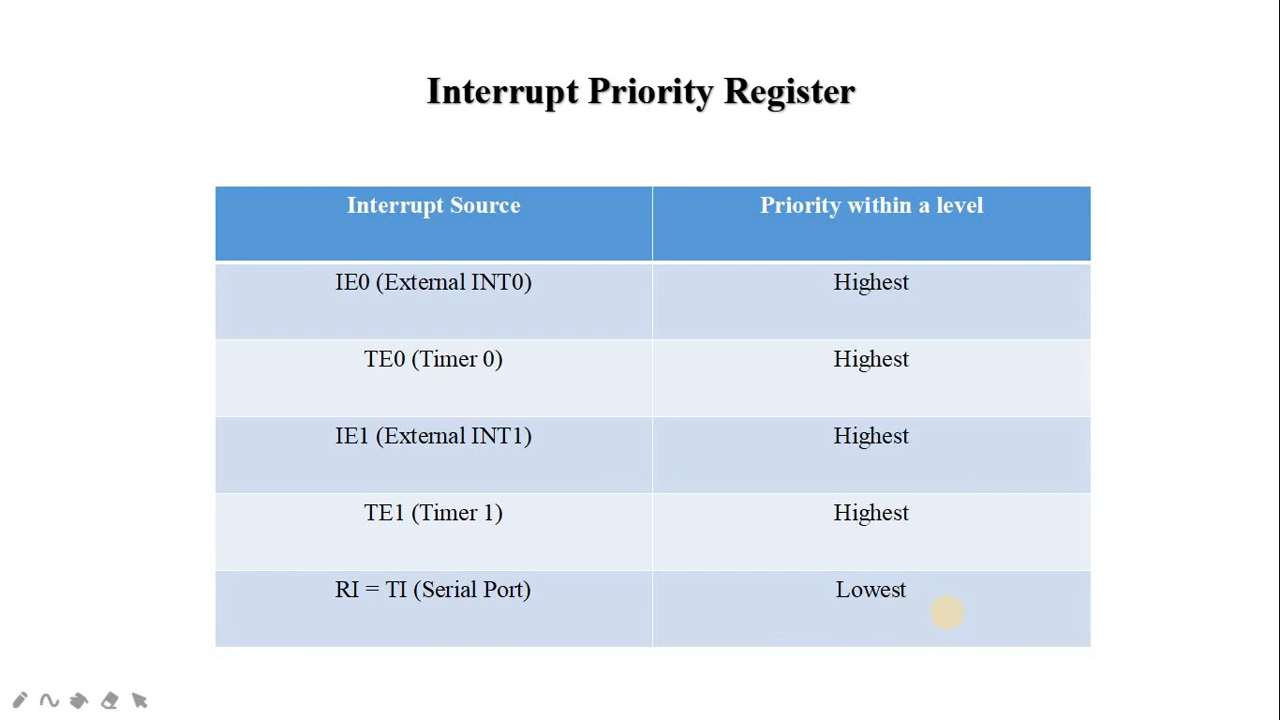 Interrupt Priority Register
Interrupt Source Priority within a level
IE0 (External INT0) Highest
TE0 (Timer 0) Highest
IE1 (External INT1) Highest
TE1 (Timer 1) Highest
RI = TI (Serial Port) Lowest